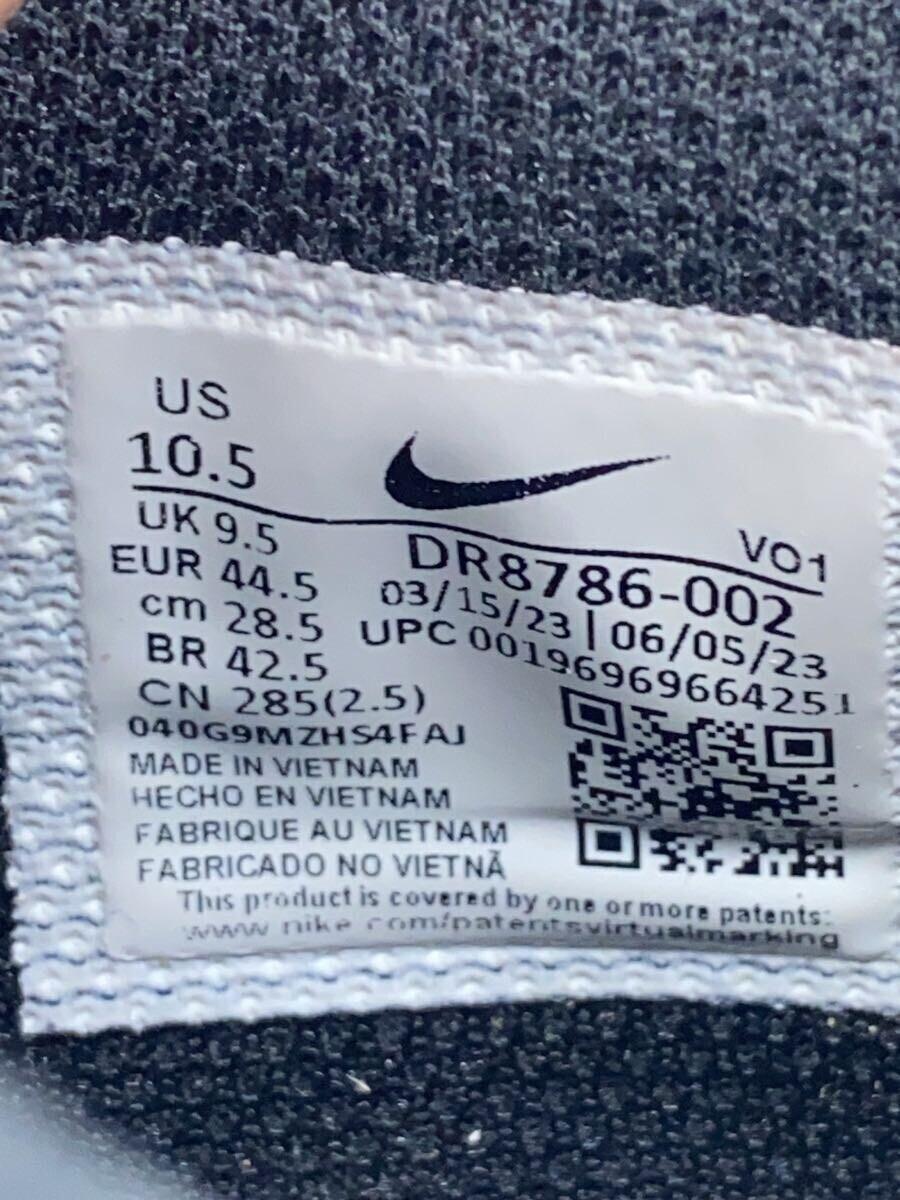 US
10.5
UK 9.5
EUR 44.5
cm 28.5
BR 42.5
CN 285(2.5)
VO1
DR8786-002
03/15/23 | 06/05/23
UPC 00196969664251
040G9MZHS4FAJ
MADE IN VIETNAM
HECHO EN VIETNAM
FABRIQUE AU VIETNAM
FABRICADO NO VIETNÃ
This product is covered by one or more patents:
www.nike.com/patentsvirtualmarking